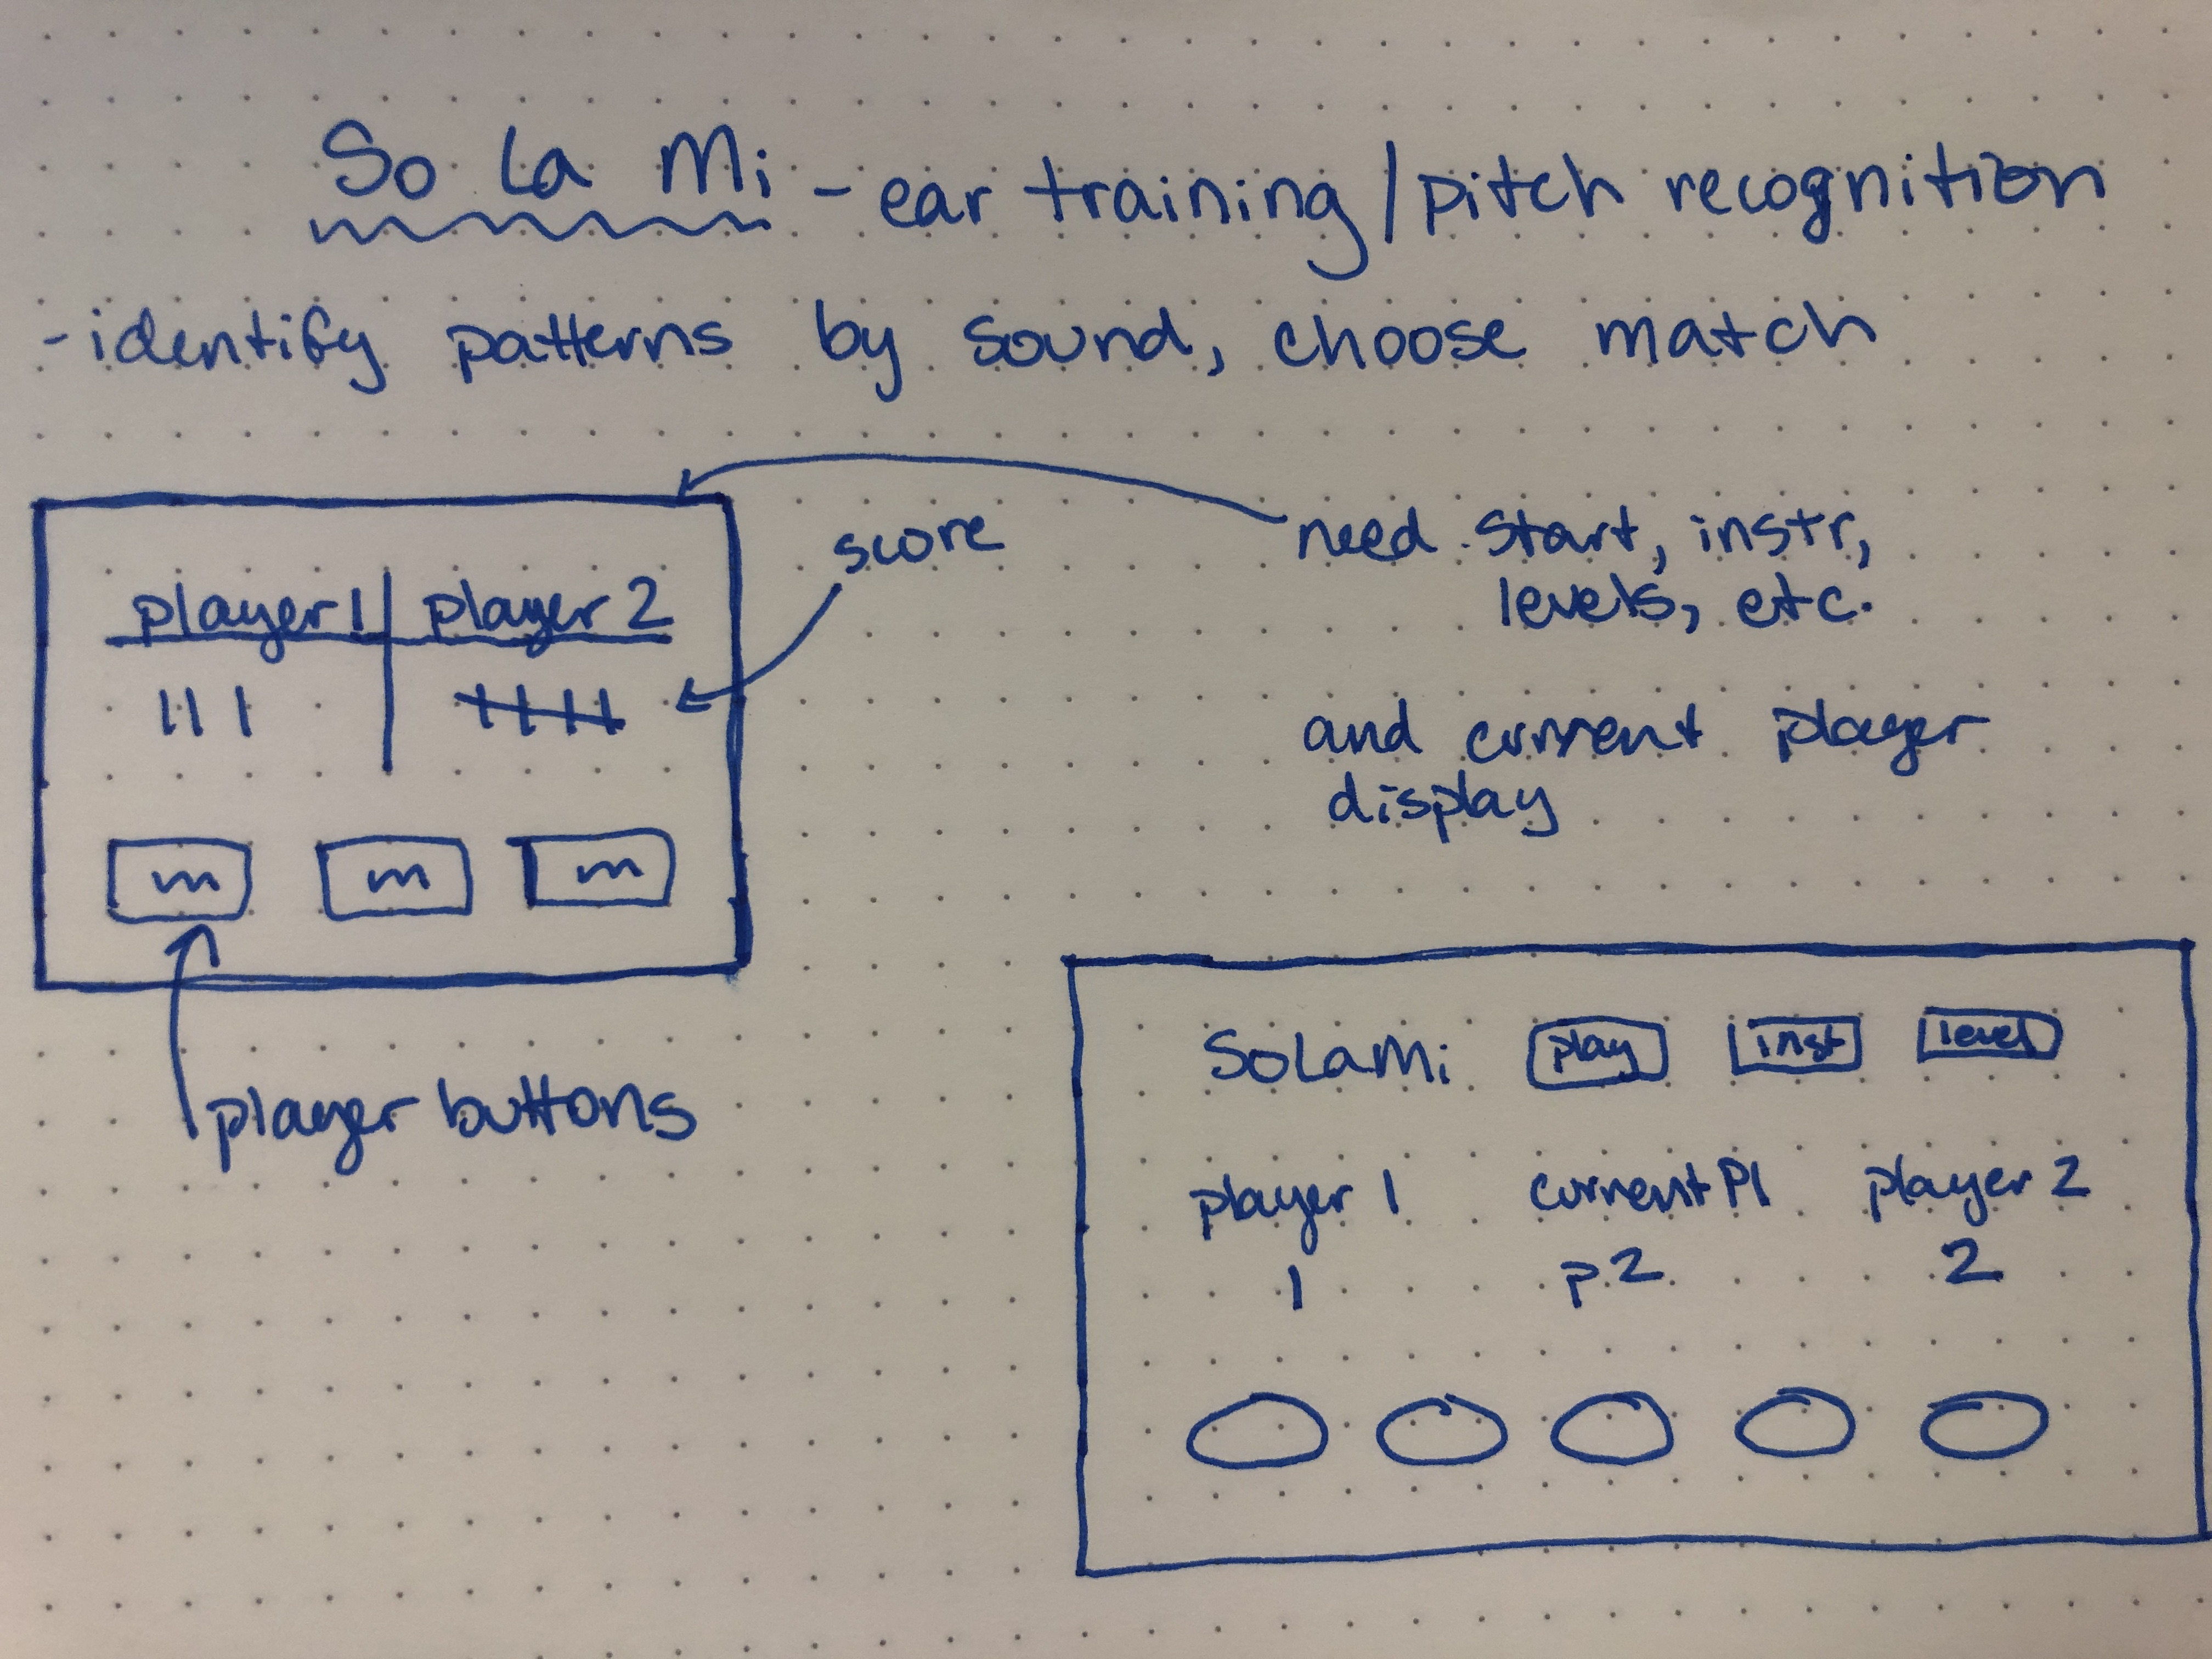 So La Mi - ear training/pitch recognition
- identify patterns by sound, choose match
score
need start, instr,
levels, etc.
player 1 player 2
and current player
display
m m m
player buttons
SoLaMi play inst level
player 1 current Pl player 2
1 p.2 2